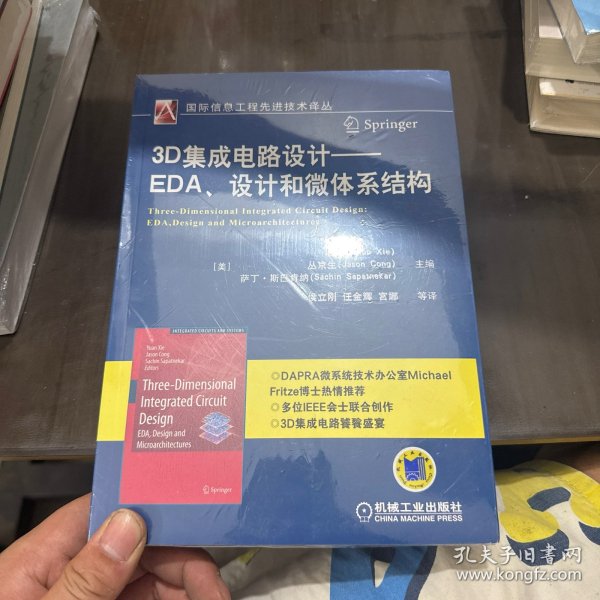 国际信息工程先进技术译丛
Springer
3D集成电路设计——
EDA、设计和微体系结构
Three-Dimensional Integrated Circuit Design:
EDA,Design and Microarchitectures
Xie)
[美] 丛京生(Jason Cong) 主编
萨丁·斯巴肯纳(Sachin Sapatnekar)
侯立刚 汪金辉 宫娜 等译
INTEGRATED CIRCUITS AND SYSTEMS
Yuan Xie
Jason Cong
Sachin Sapatnekar
Editors
Three-Dimensional
Integrated Circuit
Design
EDA, Design and
Microarchitectures
Springer
◎DAPRA微系统技术办公室Michael
Fritze博士热情推荐
◎多位IEEE会士联合创作
◎3D集成电路饕餮盛宴
机械工业出版社
CHINA MACHINE PRESS
孔夫子旧书网
www.kongfz.com